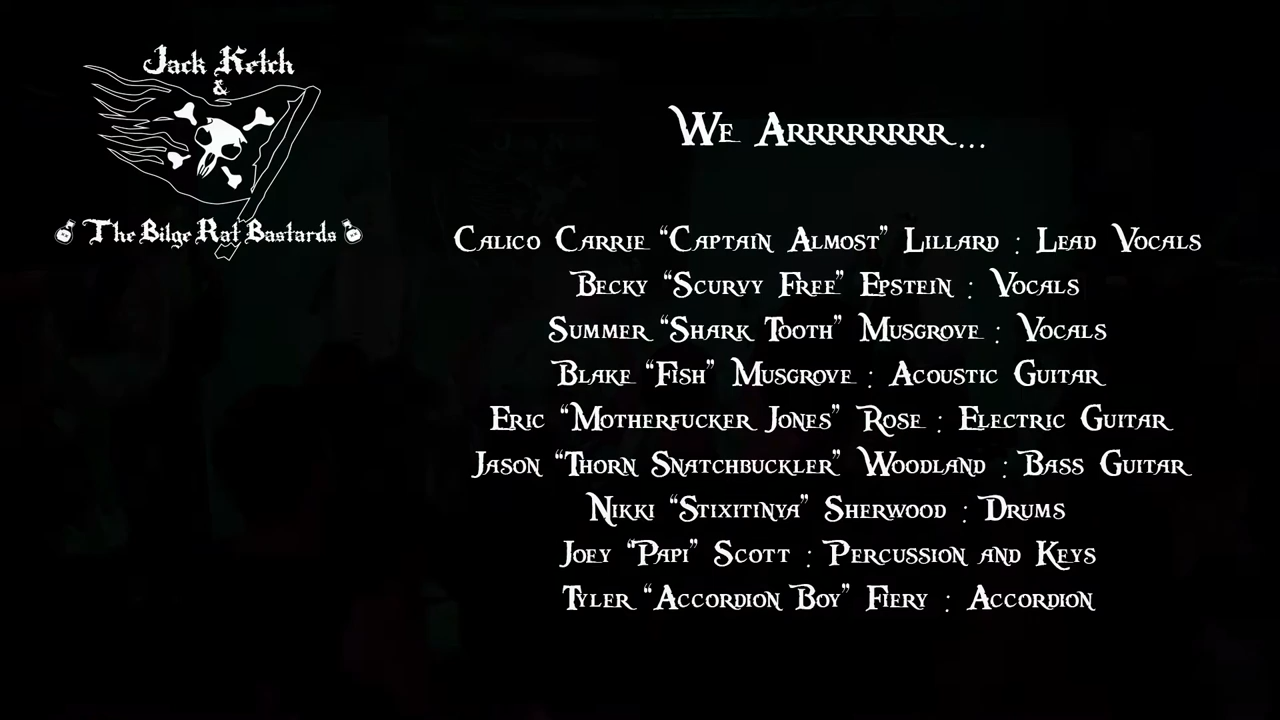 Jack Ketch
&
The Bilge Rat Bastards
We Arrrrrrrr...
Calico Carrie “Captain Almost” Lillard : Lead Vocals
Becky “Scurvy Free” Epstein : Vocals
Summer “Shark Tooth” Musgrove : Vocals
Blake “Fish” Musgrove : Acoustic Guitar
Eric “Motherfucker Jones” Rose : Electric Guitar
Jason “Thorn Snatchbuckler” Woodland : Bass Guitar
Nikki “Stixitinya” Sherwood : Drums
Joey “Papi” Scott : Percussion and Keys
Tyler “Accordion Boy” Fiery : Accordion